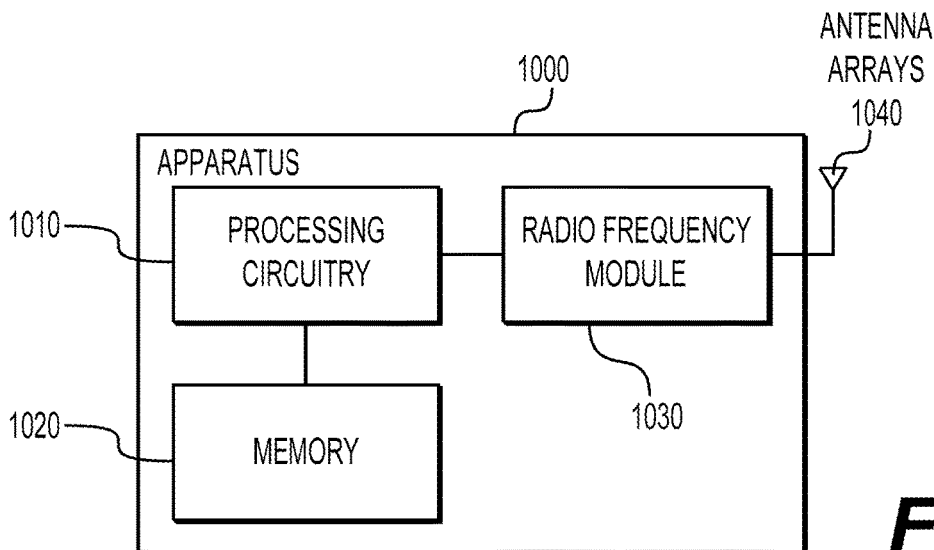 ANTENNA
ARRAYS
1040
1000
APPARATUS
1010
PROCESSING
CIRCUITRY
RADIO FREQUENCY
MODULE
1030
1020
MEMORY